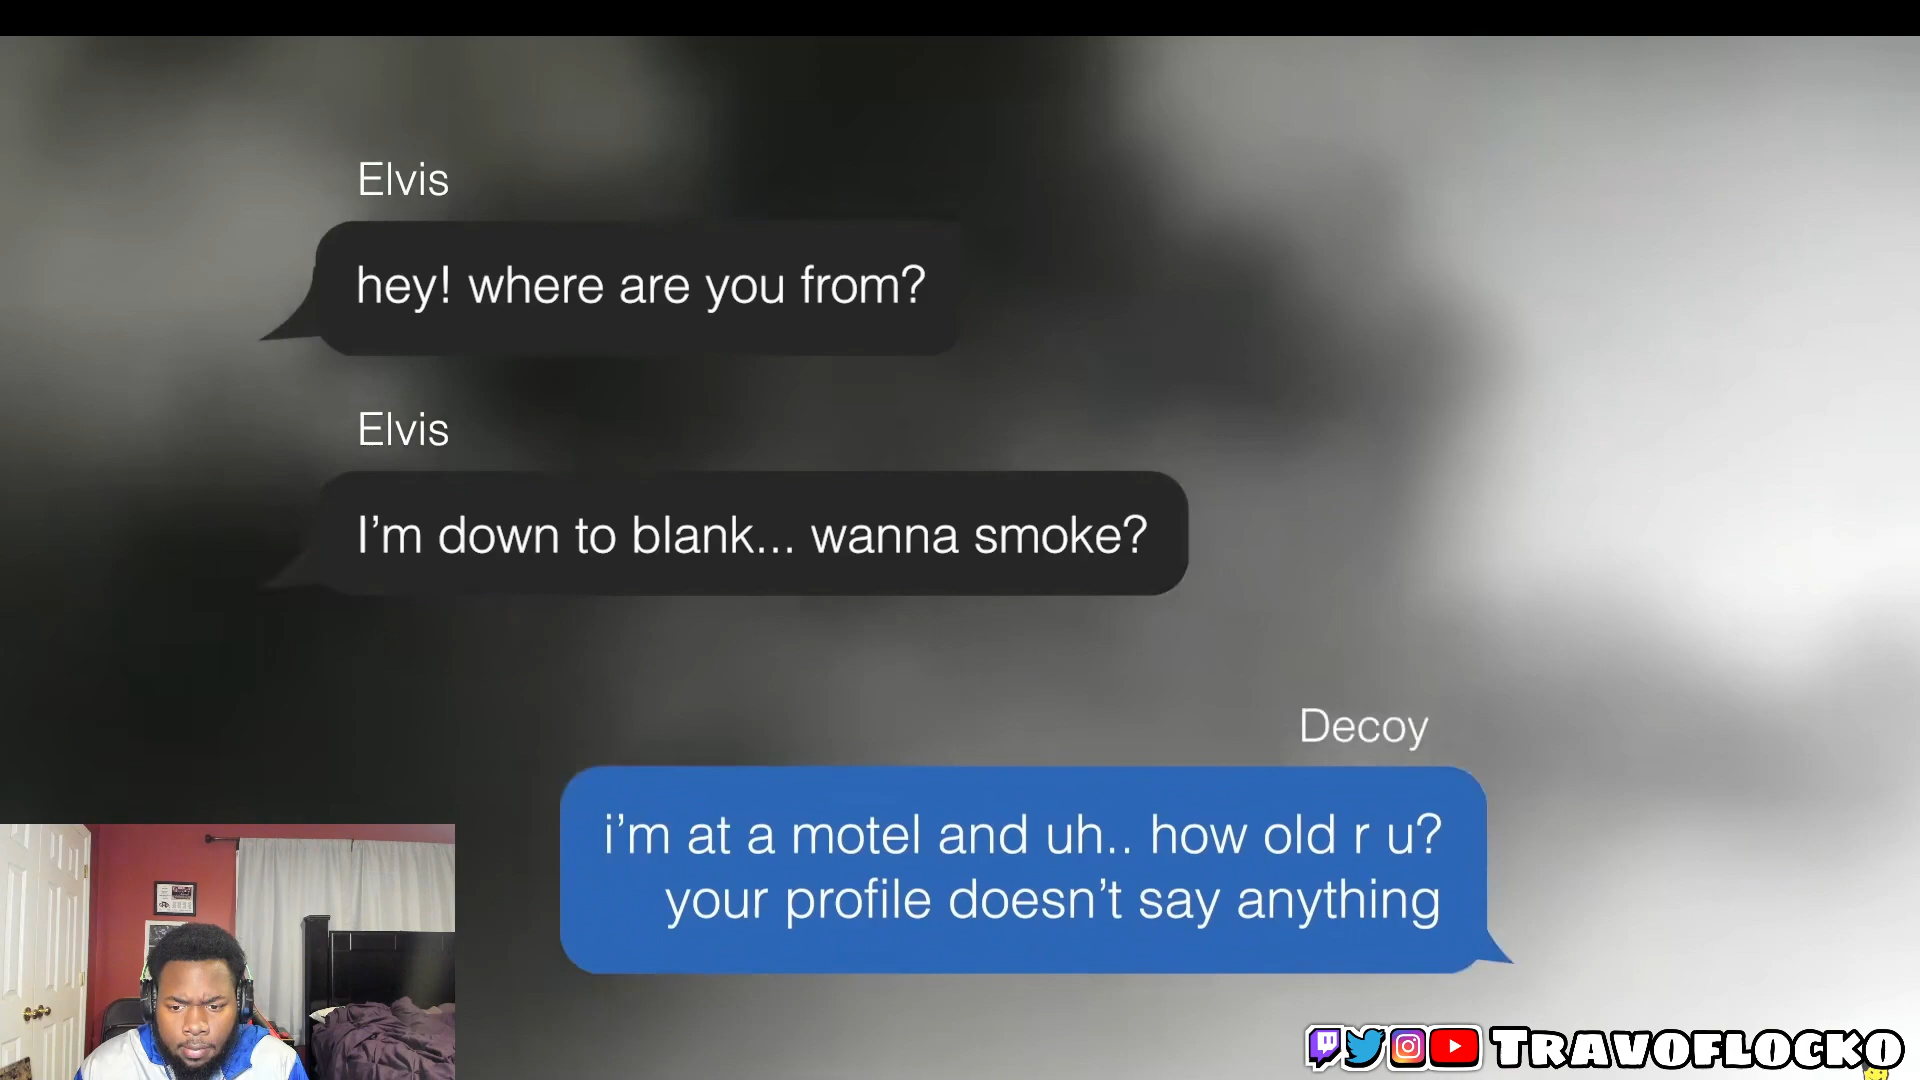 Elvis
hey! where are you from?
Elvis
I'm down to blank... wanna smoke?
Decoy
i'm at a motel and uh.. how old r u?
your profile doesn't say anything
TRAVOFLOCKO